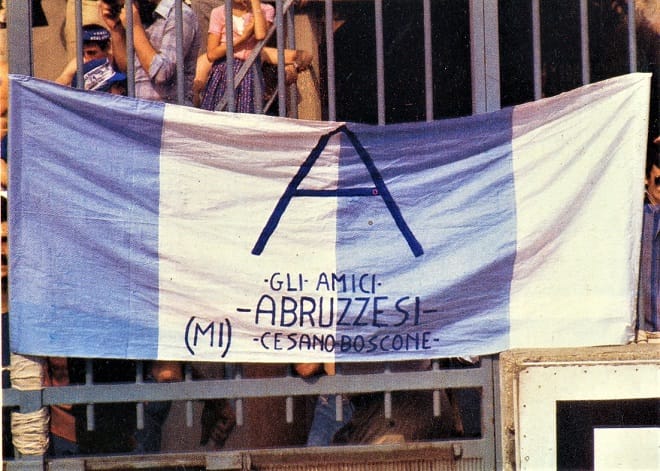 A
·GLI· AMICI·
-ABRUZZESI-
(MI) -CESANO·BOSCONE-